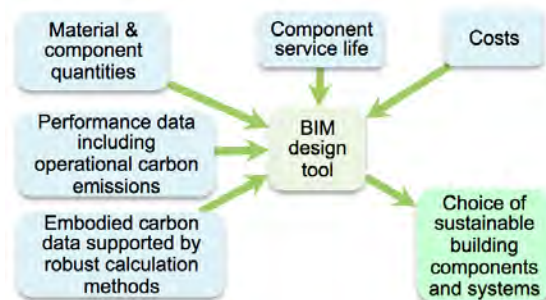 Material &
component
quantities
Component
service life
Costs
Performance data
including
operational carbon
emissions
BIM
design
tool
Embodied carbon
data supported by
robust calculation
methods
Choice of
sustainable
building
components
and systems